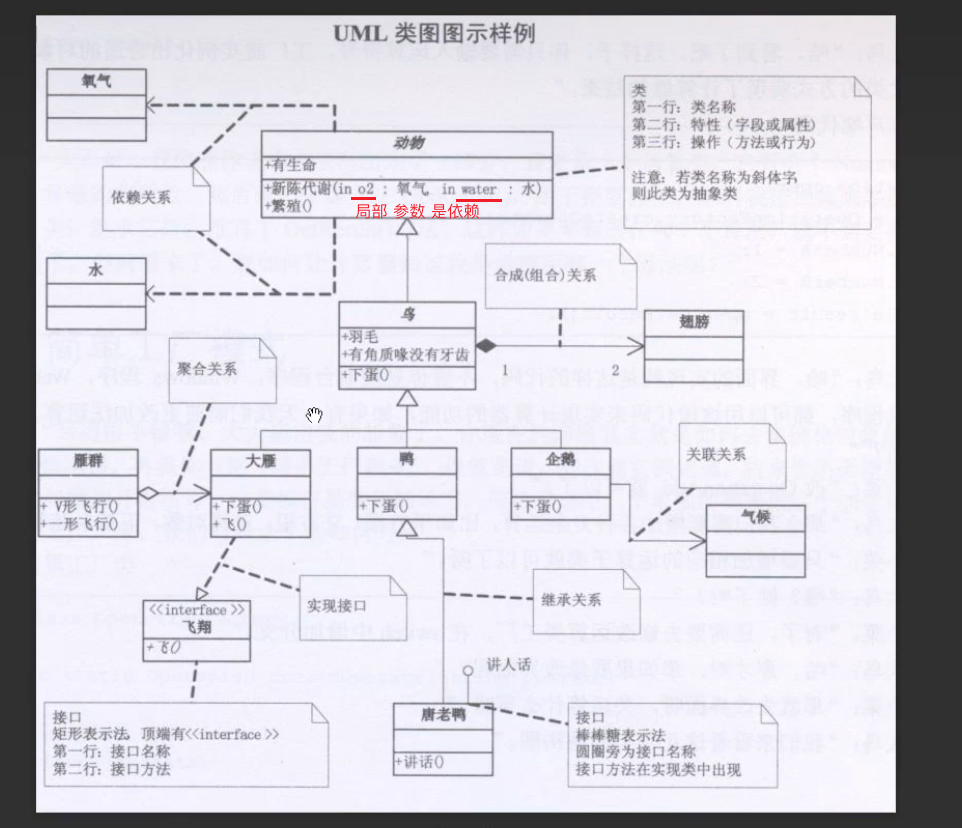 UML 类图图示样例
氧气
动物
+有生命
+新陈代谢(in o2 : 氧气, in water : 水)
+繁殖()
局部 参数 是依赖
类
第一行：类名称
第二行：特性（字段或属性）
第三行：操作（方法或行为）
注意：若类名称为斜体字，
则此类为抽象类
依赖关系
水
合成(组合)关系
鸟
+羽毛
+有角质喙没有牙齿
+下蛋()
1
2
翅膀
聚合关系
关联关系
雁群
+ V形飞行()
+一形飞行()
大雁
+下蛋()
+飞()
鸭
+下蛋()
企鹅
+下蛋()
气候
<<interface >>
飞翔
+飞()
实现接口
继承关系
讲人话
唐老鸭
+讲话()
接口
矩形表示法，顶端有<<interface>>
第一行：接口名称
第二行：接口方法
接口
棒棒糖表示法
圆圈旁为接口名称
接口方法在实现类中出现